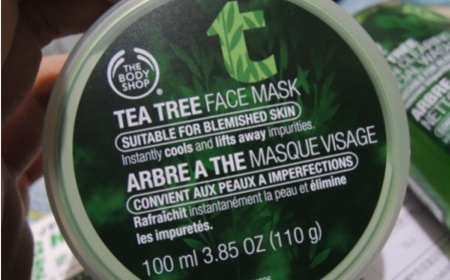 t
THE
BODY
SHOP
TEA TREE FACE MASK
SUITABLE FOR BLEMISHED SKIN
Instantly cools and lifts away impurities.
ARBRE A THE MASQUE VISAGE
CONVIENT AUX PEAUX A IMPERFECTIONS
Rafraîchit instantanément la peau et élimine
les impuretés.
100 ml 3.85 OZ (110 g)
ARBRE